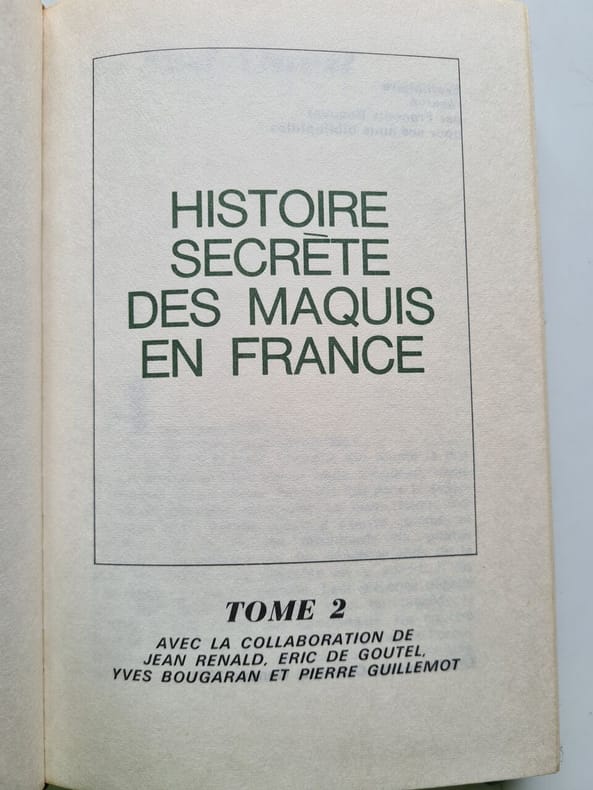 HISTOIRE
SECRÈTE
DES MAQUIS
EN FRANCE
TOME 2
AVEC LA COLLABORATION DE
JEAN RENALD, ERIC DE GOUTEL,
YVES BOUGARAN ET PIERRE GUILLEMOT